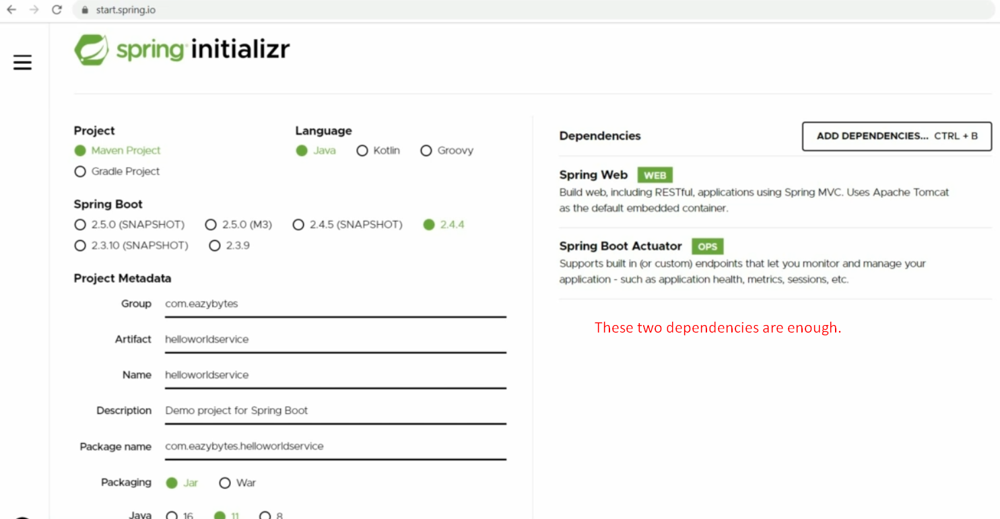 start.spring.io
spring initializr
Project
Maven Project
Gradle Project
Language
Java Kotlin Groovy
Spring Boot
2.5.0 (SNAPSHOT) 2.5.0 (M3) 2.4.5 (SNAPSHOT) 2.4.4
2.3.10 (SNAPSHOT) 2.3.9
Project Metadata
Group com.eazybytes
Artifact helloworldservice
Name helloworldservice
Description Demo project for Spring Boot
Package name com.eazybytes.helloworldservice
Packaging Jar War
Java 16 11 8
Dependencies ADD DEPENDENCIES... CTRL + B
Spring Web WEB
Build web, including RESTful, applications using Spring MVC. Uses Apache Tomcat
as the default embedded container.
Spring Boot Actuator OPS
Supports built in (or custom) endpoints that let you monitor and manage your
application - such as application health, metrics, sessions, etc.
These two dependencies are enough.